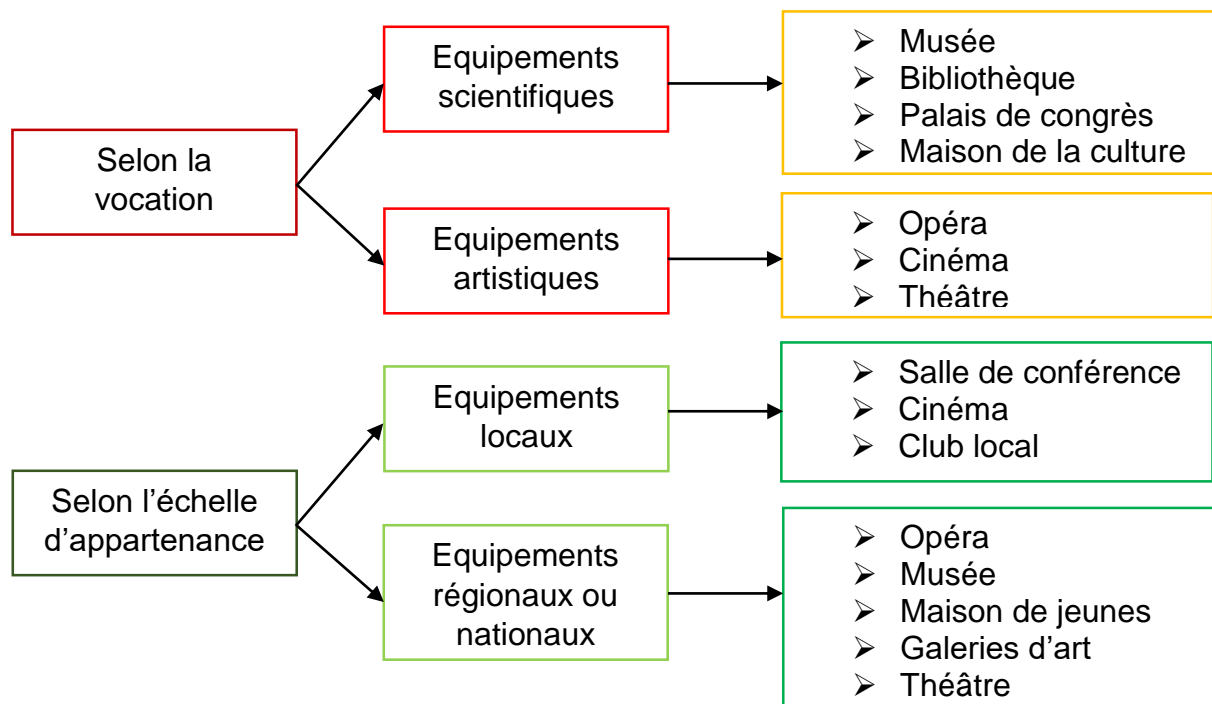 Selon la
vocation
Equipements
scientifiques
➢ Musée
➢ Bibliothèque
➢ Palais de congrès
➢ Maison de la culture
Equipements
artistiques
➢ Opéra
➢ Cinéma
➢ Théâtre
Selon l’échelle
d’appartenance
Equipements
locaux
➢ Salle de conférence
➢ Cinéma
➢ Club local
Equipements
régionaux ou
nationaux
➢ Opéra
➢ Musée
➢ Maison de jeunes
➢ Galeries d’art
➢ Théâtre